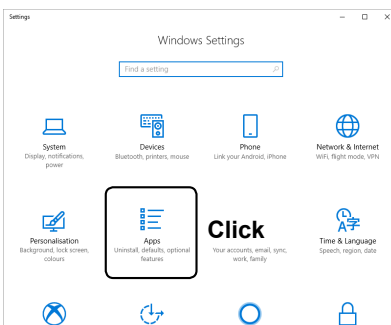 Settings
Windows Settings
Find a setting
System
Display, notifications,
power
Devices
Bluetooth, printers, mouse
Phone
Link your Android, iPhone
Network & Internet
WiFi, flight mode, VPN
Personalisation
Background, lock screen,
colours
Apps
Uninstall, defaults, optional
features
Click
Your accounts, email, sync,
work, family
Time & Language
Speech, region, date
A字